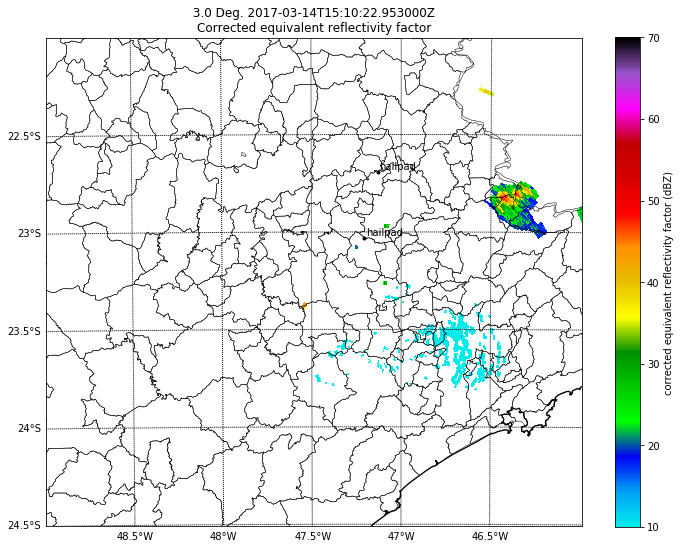 3.0 Deg. 2017-03-14T15:10:22.953000Z
Corrected equivalent reflectivity factor
hailpad
hailpad
22.5°S
23°S
23.5°S
24°S
24.5°S
48.5°W
48°W
47.5°W
47°W
46.5°W
70
60
50
40
30
20
10
corrected equivalent reflectivity factor (dBZ)